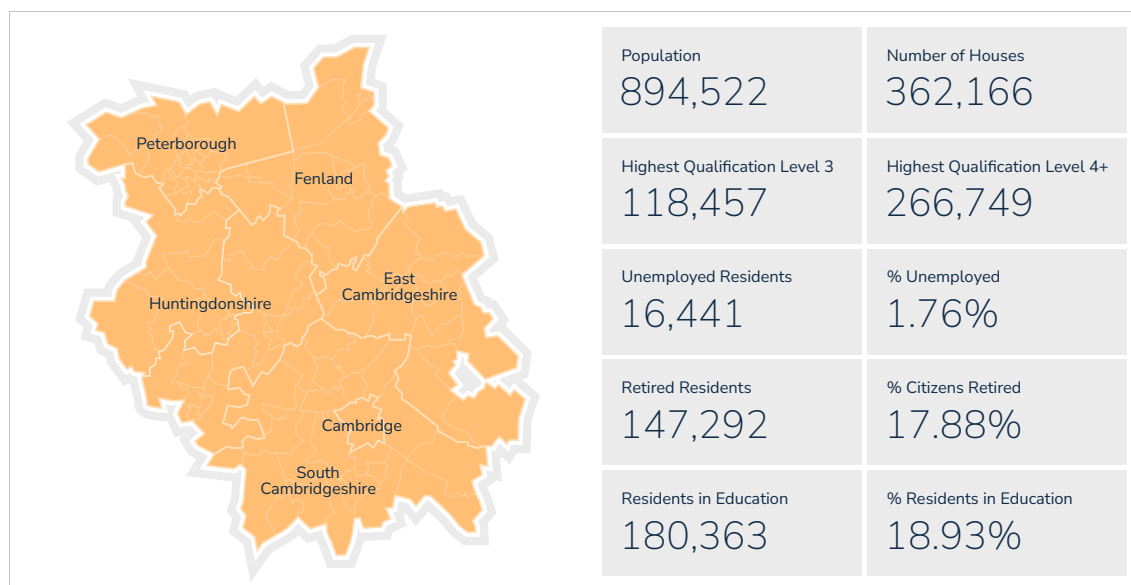 Peterborough
Fenland
East
Cambridgeshire
Huntingdonshire
Cambridge
South
Cambridgeshire
Population
894,522
Number of Houses
362,166
Highest Qualification Level 3
118,457
Highest Qualification Level 4+
266,749
Unemployed Residents
16,441
% Unemployed
1.76%
Retired Residents
147,292
% Citizens Retired
17.88%
Residents in Education
180,363
% Residents in Education
18.93%